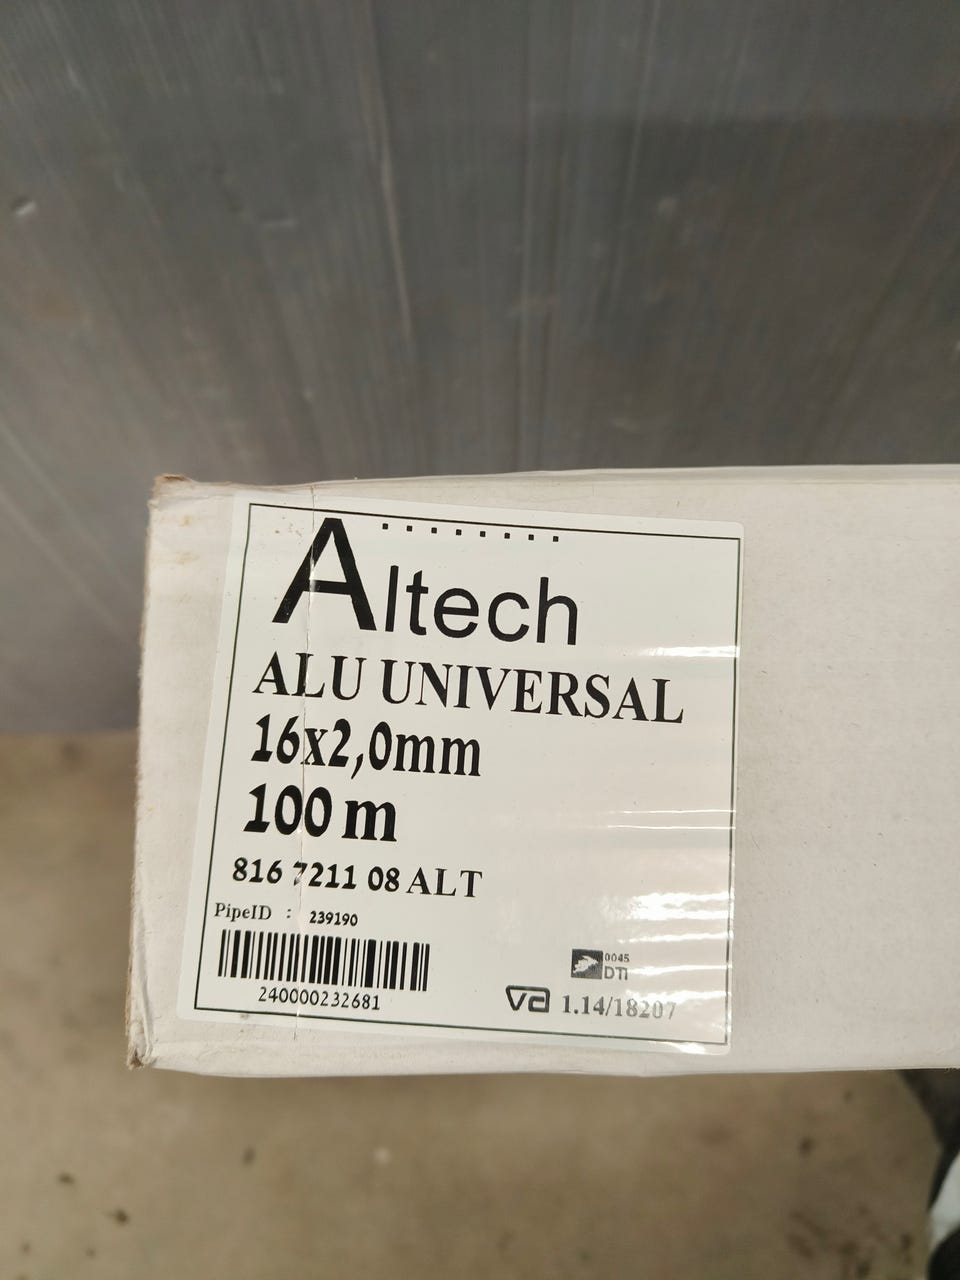 Altech
ALU UNIVERSAL
16x2,0mm
100 m
816 7211 08 ALT
PipeID : 239190
240000232681
0045
DTI
va 1.14/18207